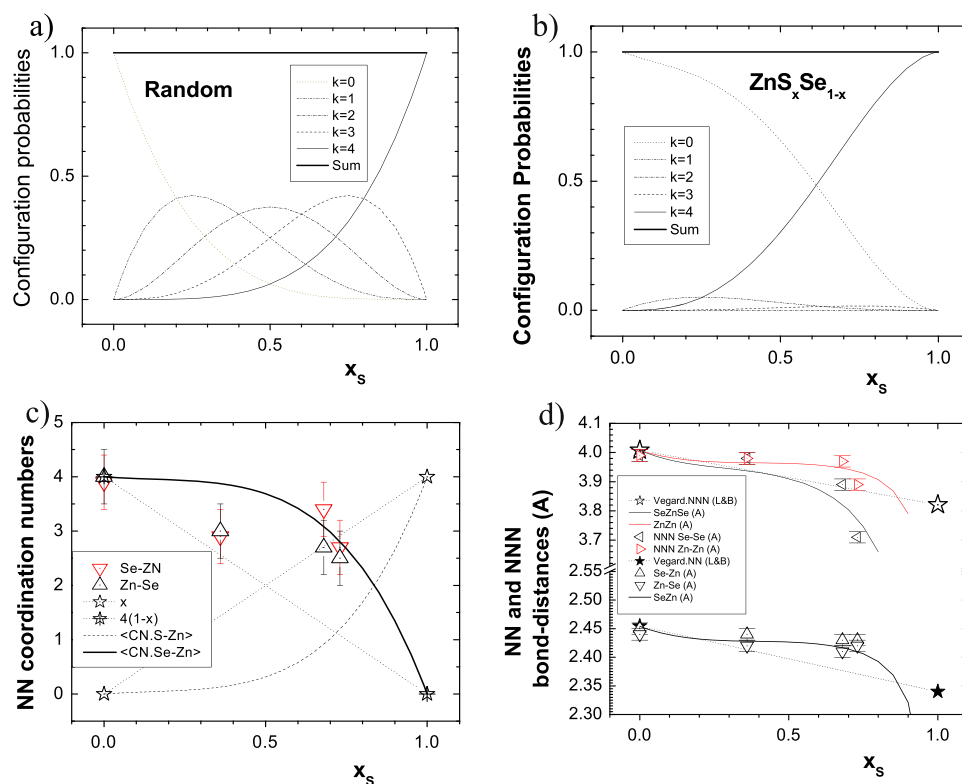 a)
Configuration probabilities
1.0
0.5
0.0
Random
k=0
k=1
k=2
k=3
k=4
Sum
0.0 0.5 1.0
xS
b)
Configuration Probabilities
1.0
0.5
0.0
ZnSxSe1-x
k=0
k=1
k=2
k=3
k=4
Sum
0.0 0.5 1.0
xS
c)
NN coordination numbers
5
4
3
2
1
0
Se-ZN
Zn-Se
x
4(1-x)
<CN.S-Zn>
<CN.Se-Zn>
0.0 0.5 1.0
xS
d)
NN and NNN
bond-distances (A)
4.1
4.0
3.9
3.8
3.7
2.55
2.50
2.45
2.40
2.35
2.30
Vegard.NNN (L&B)
SeZnSe (A)
ZnZn (A)
NNN Se-Se (A)
NNN Zn-Zn (A)
Vegard.NN (L&B)
Se-Zn (A)
Zn-Se (A)
SeZn (A)
0.0 0.5 1.0
xS